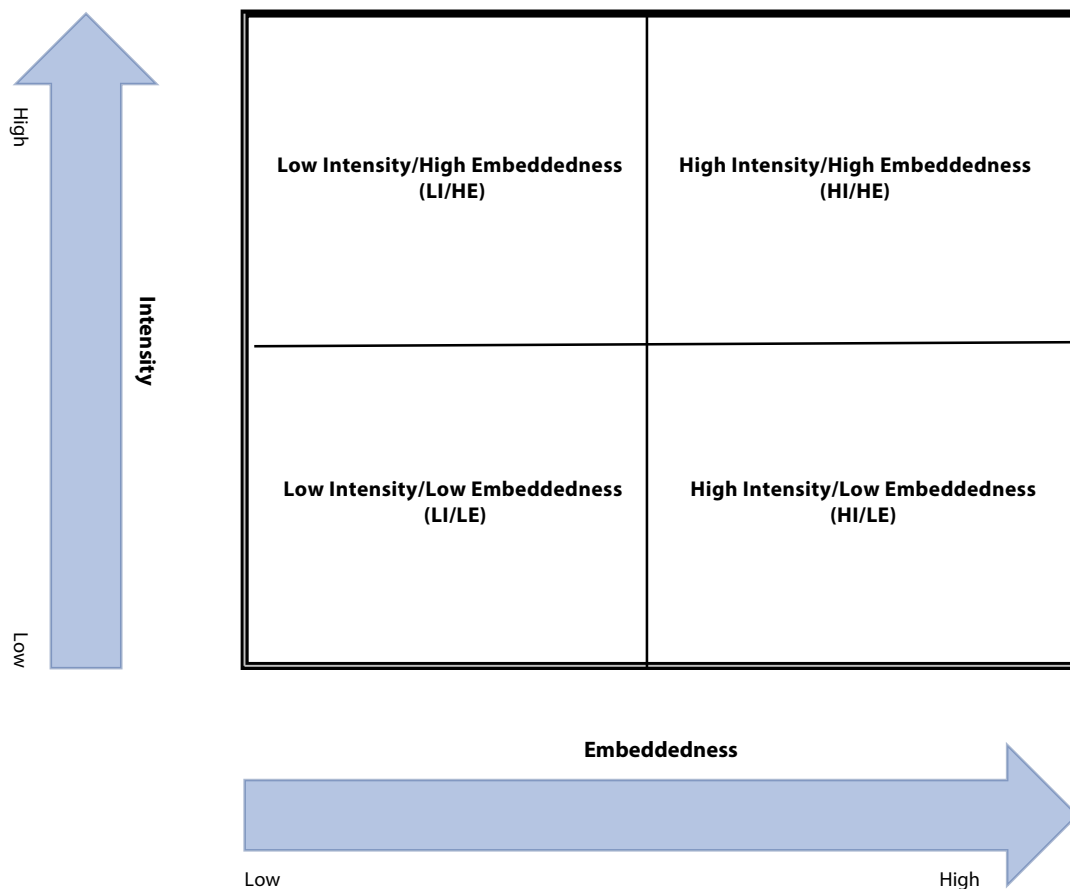 High
Intensity
Low
Low Intensity/High Embeddedness
(LI/HE)
High Intensity/High Embeddedness
(HI/HE)
Low Intensity/Low Embeddedness
(LI/LE)
High Intensity/Low Embeddedness
(HI/LE)
Embeddedness
Low
High